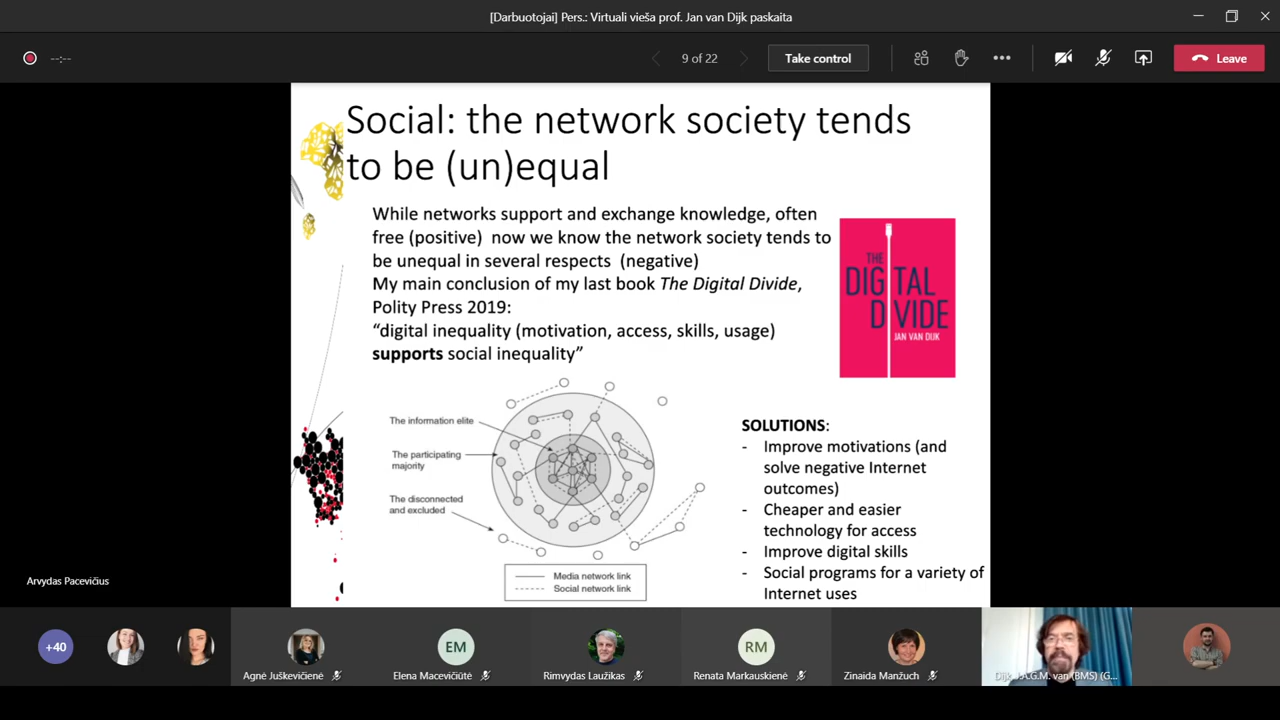 [Darbuotojai] Pers.: Virtuali vieša prof. Jan van Dijk paskaita
--:--
9 of 22
Take control
Leave
Social: the network society tends
to be (un)equal
While networks support and exchange knowledge, often
free (positive) now we know the network society tends to
be unequal in several respects (negative)
My main conclusion of my last book The Digital Divide,
Polity Press 2019:
“digital inequality (motivation, access, skills, usage)
supports social inequality”
THE
DIGITAL
DIVIDE
JAN VAN DIJK
The information elite
The participating
majority
The disconnected
and excluded
Media network link
Social network link
SOLUTIONS:
- Improve motivations (and
solve negative Internet
outcomes)
- Cheaper and easier
technology for access
- Improve digital skills
- Social programs for a variety of
Internet uses
Arvydas Pacevičius
+40
Agnė Juškevičienė
EM
Elena Macevičiūtė
Rimvydas Laužikas
RM
Renata Markauskienė
Zinaida Manžuch
Dijk, J.A.G.M. van (BMS) (G...